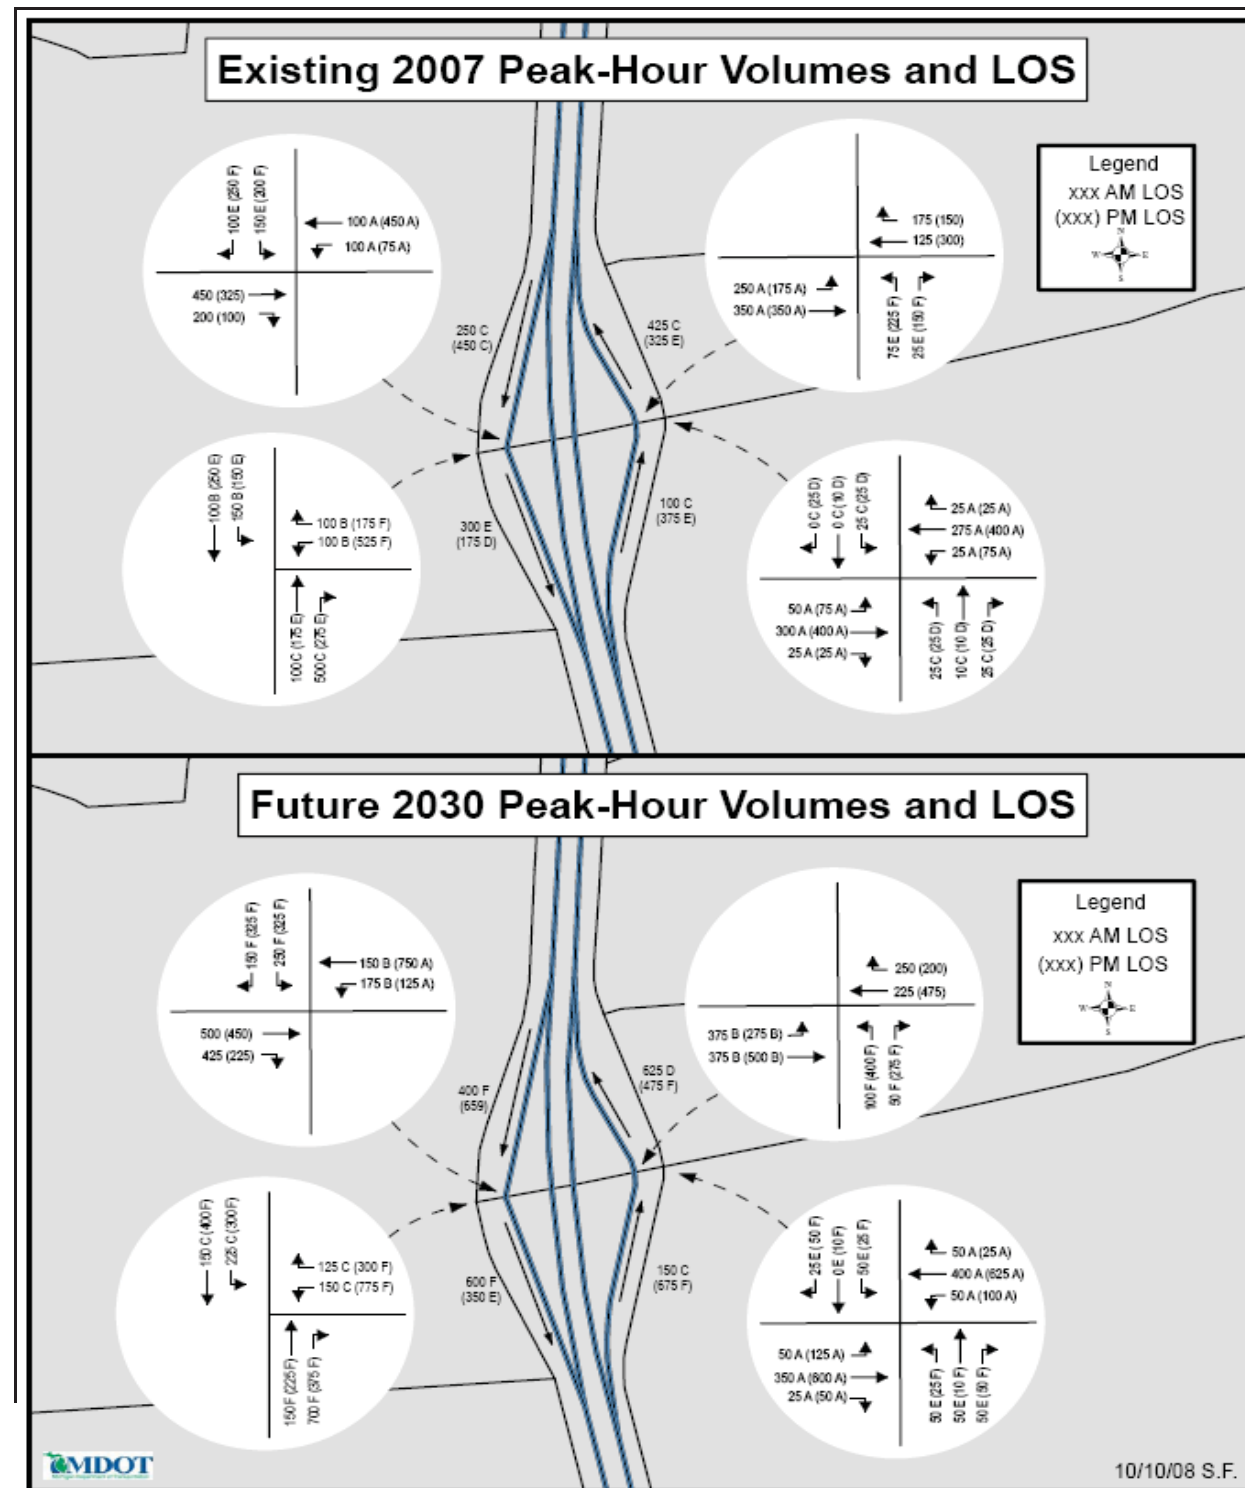 Existing 2007 Peak-Hour Volumes and LOS
Legend
xxx AM LOS
(xxx) PM LOS
N
W
E
S
100 E (250 F)
150 E (200 F)
100 A (450 A)
100 A (75 A)
450 (325)
200 (100)
175 (150)
125 (300)
250 A (175 A)
350 A (350 A)
75 E (225 F)
25 E (150 F)
250 C
(450 C)
425 C
(325 E)
100 B (250 E)
150 B (150 E)
100 B (175 F)
100 B (525 F)
100 C (175 E)
500 C (275 E)
300 E
(175 D)
100 C
(375 E)
0 C (25 D)
0 C (10 D)
25 C (25 D)
25 A (25 A)
275 A (400 A)
25 A (75 A)
50 A (75 A)
300 A (400 A)
25 A (25 A)
25 C (25 D)
10 C (10 D)
25 C (25 D)
Future 2030 Peak-Hour Volumes and LOS
Legend
xxx AM LOS
(xxx) PM LOS
N
W
E
S
150 F (325 F)
250 F (325 F)
150 B (750 A)
175 B (125 A)
500 (450)
425 (225)
250 (200)
225 (475)
375 B (275 B)
375 B (500 B)
100 F (400 F)
50 F (275 F)
400 F
(659)
625 D
(475 F)
150 C (400 F)
225 C (300 F)
125 C (300 F)
150 C (775 F)
150 F (225 F)
700 F (375 F)
600 F
(350 E)
150 C
(675 F)
25 E (50 F)
0 E (10 F)
50 E (25 F)
50 A (25 A)
400 A (625 A)
50 A (100 A)
50 A (125 A)
350 A (600 A)
25 A (50 A)
50 E (25 F)
50 E (10 F)
50 E (50 F)
MDOT
10/10/08 S.F.